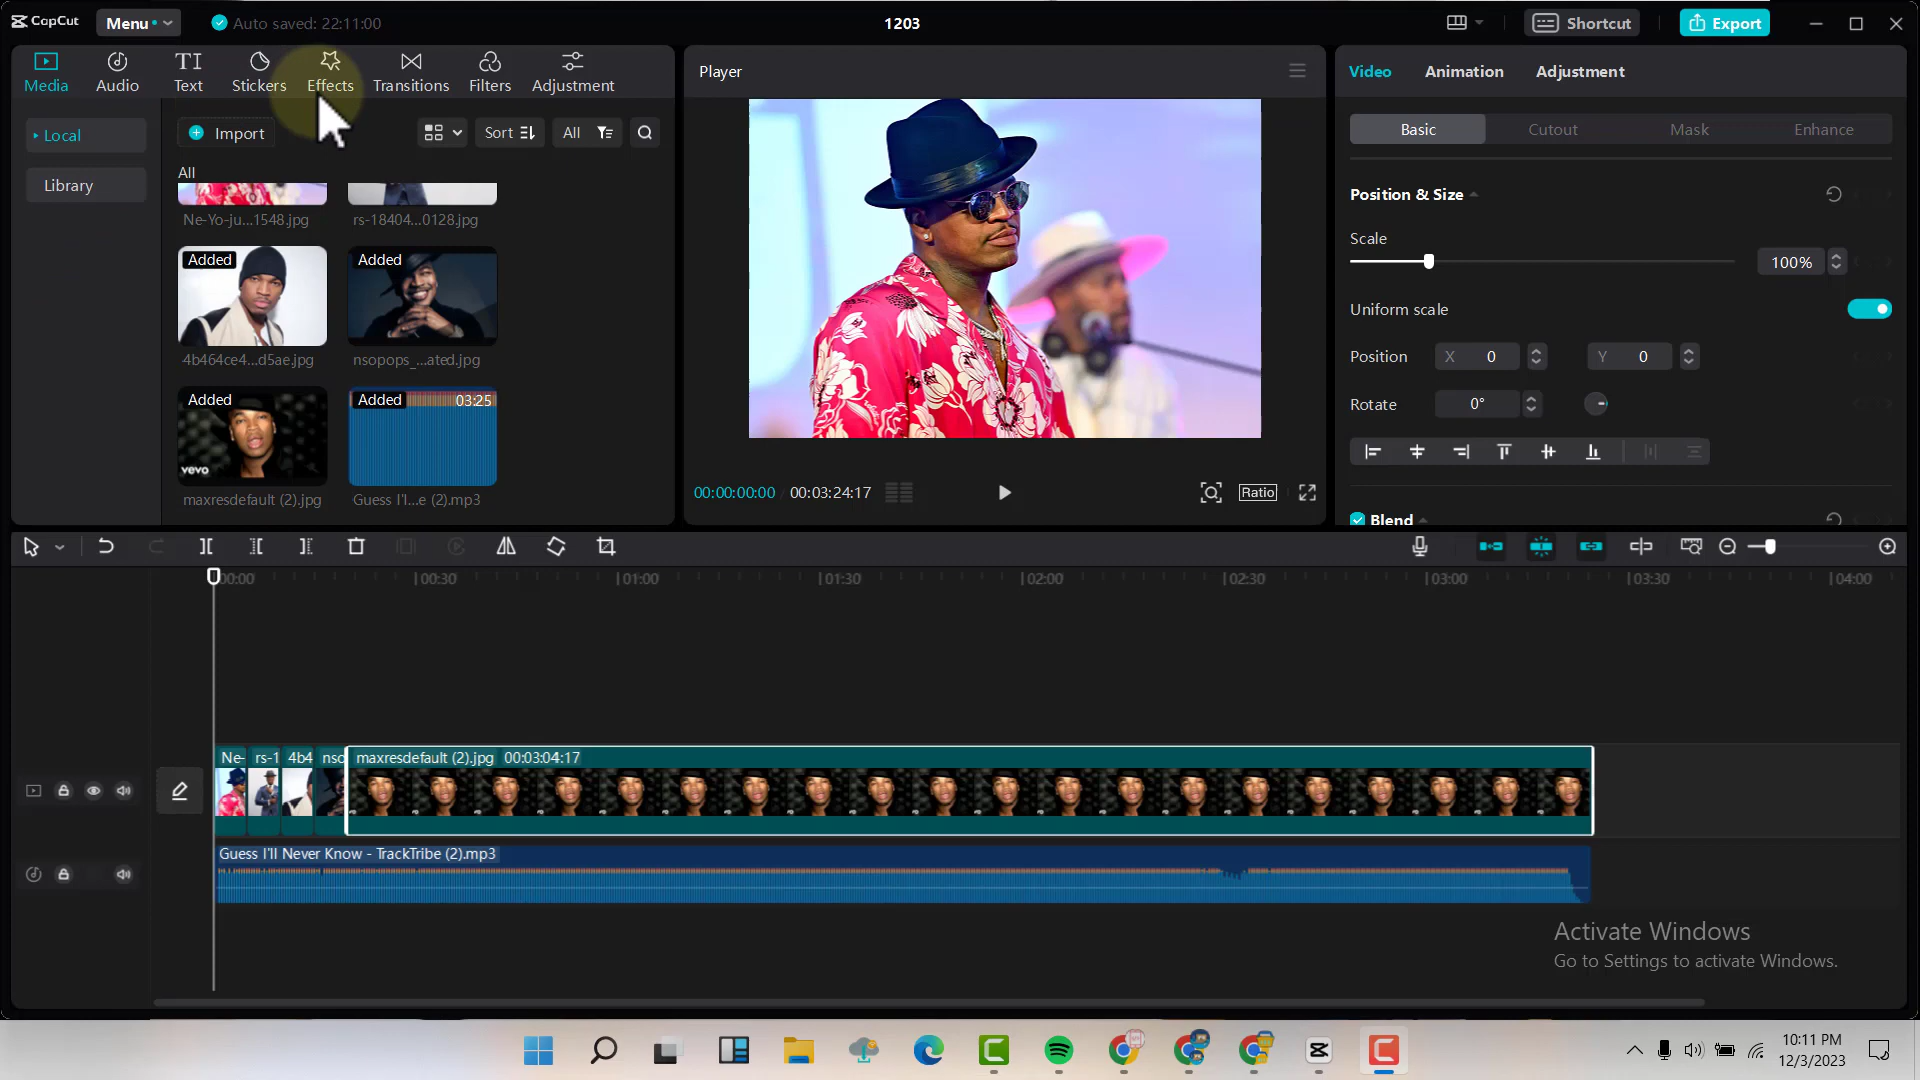 CapCut
Menu
Auto saved: 22:11:00
1203
Shortcut
Export
Media
Audio
TI
Text
Stickers
Effects
Transitions
Filters
Adjustment
Player
Video
Animation
Adjustment
Local
Library
Import
Sort
All
All
Ne-Yo-ju...1548.jpg
rs-18404...0128.jpg
Added
Added
4b464ce4...d5ae.jpg
nsopops_...ated.jpg
Added
vevo
Added
03:25
maxresdefault (2).jpg
Guess I'l...e (2).mp3
00:00:00:00
00:03:24:17
Ratio
Basic
Cutout
Mask
Enhance
Position & Size
Scale
100%
Uniform scale
Position
X
0
Y
0
Rotate
0°
Blend
00:00
00:30
01:00
01:30
02:00
02:30
03:00
03:30
04:00
Ne-
rs-1
4b4
nso
maxresdefault (2).jpg 00:03:04:17
Guess I'll Never Know - TrackTribe (2).mp3
Activate Windows
Go to Settings to activate Windows.
10:11 PM
12/3/2023